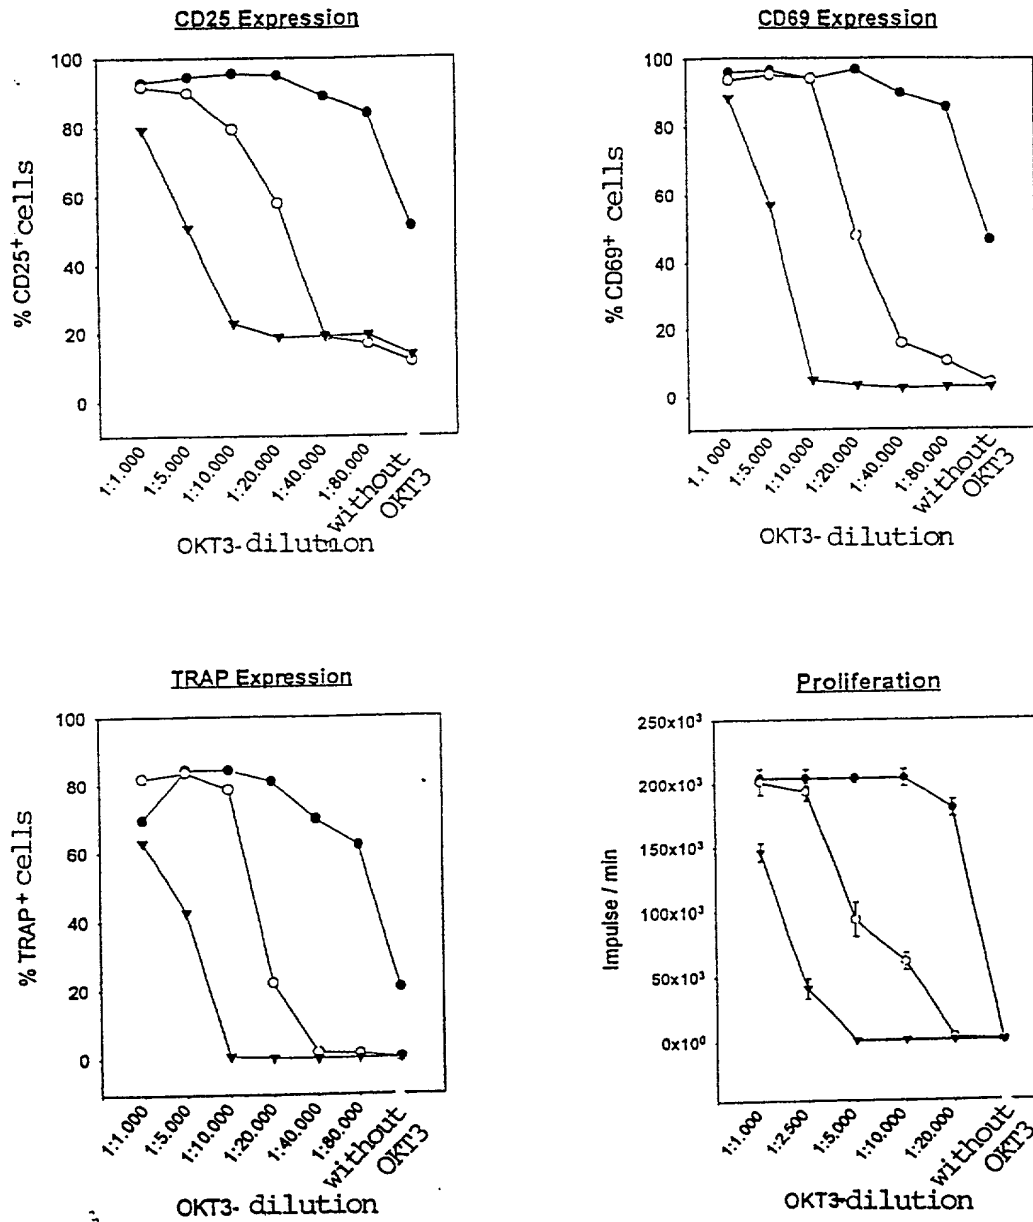 CD25 Expression
% CD25+ cells
100
80
60
40
20
0
1:1.000
1:5.000
1:10.000
1:20.000
1:40.000
1:80.000
without
OKT3
OKT3- dilution
CD69 Expression
% CD69+ cells
100
80
60
40
20
0
1:1.000
1:5.000
1:10.000
1:20.000
1:40.000
1:80.000
without
OKT3
OKT3- dilution
TRAP Expression
% TRAP+ cells
100
80
60
40
20
0
1:1.000
1:5.000
1:10.000
1:20.000
1:40.000
1:80.000
without
OKT3
OKT3- dilution
Proliferation
Impulse / min
250x10³
200x10³
150x10³
100x10³
50x10³
0x10⁰
1:1.000
1:2.500
1:5.000
1:10.000
1:20.000
without
OKT3
OKT3-dilution